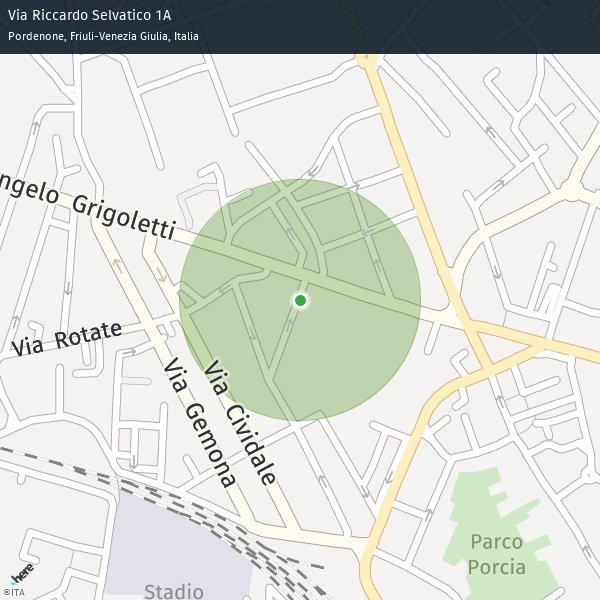 Via Riccardo Selvatico 1A
Pordenone, Friuli-Venezia Giulia, Italia
ngelo Grigoletti
Via Rotate
Via Gemona
Via Cividale
Parco
Porcia
Stadio
here
©ITA